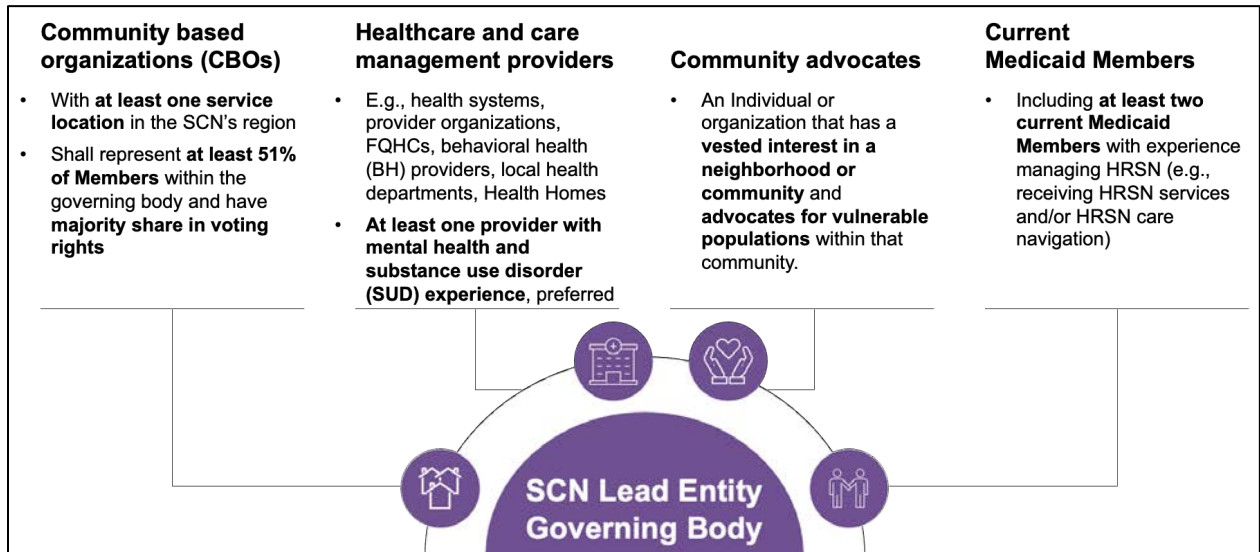 Community based
organizations (CBOs)
• With at least one service
location in the SCN's region
• Shall represent at least 51%
of Members within the
governing body and have
majority share in voting
rights
Healthcare and care
management providers
• E.g., health systems,
provider organizations,
FQHCs, behavioral health
(BH) providers, local health
departments, Health Homes
• At least one provider with
mental health and
substance use disorder
(SUD) experience, preferred
Community advocates
• An Individual or
organization that has a
vested interest in a
neighborhood or
community and
advocates for vulnerable
populations within that
community.
Current
Medicaid Members
• Including at least two
current Medicaid
Members with experience
managing HRSN (e.g.,
receiving HRSN services
and/or HRSN care
navigation)
SCN Lead Entity
Governing Body